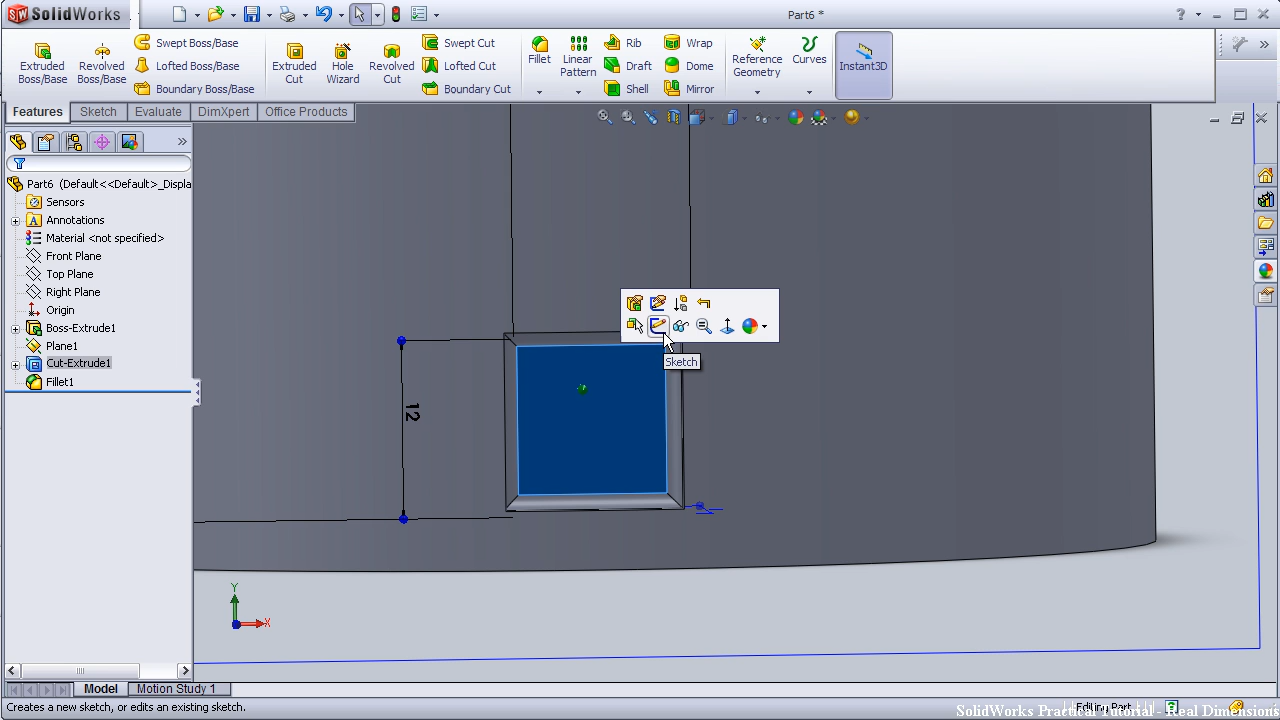 SolidWorks
Part6 *
Extruded Boss/Base
Revolved Boss/Base
Swept Boss/Base
Lofted Boss/Base
Boundary Boss/Base
Extruded Cut
Hole Wizard
Revolved Cut
Swept Cut
Lofted Cut
Boundary Cut
Fillet
Linear Pattern
Rib
Draft
Shell
Wrap
Dome
Mirror
Reference Geometry
Curves
Instant3D
Features
Sketch
Evaluate
DimXpert
Office Products
Part6 (Default<<Default>_Displa
Sensors
Annotations
Material <not specified>
Front Plane
Top Plane
Right Plane
Origin
Boss-Extrude1
Plane1
Cut-Extrude1
Fillet1
Sketch
12
Y
X
Model
Motion Study 1
Creates a new sketch, or edits an existing sketch.
Editing Part
SolidWorks Practical Tutorial - Real Dimensions